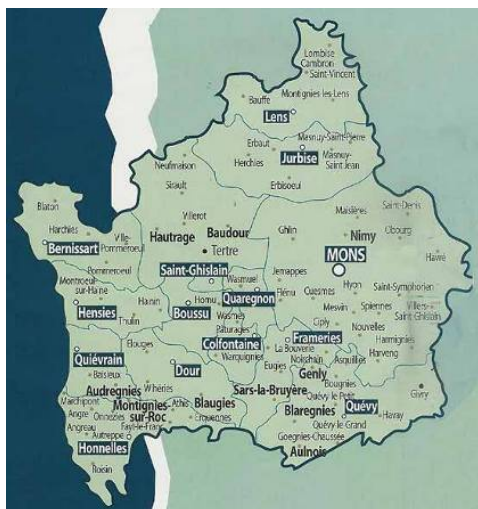 Lombise
Cambron
Saint-Vincent
Bauffe
Montignies les Lens
Lens
Masnuy-Saint-Pierre
Erbaut
Jurbise
Herchies
Masnuy-
Saint Jean
Neufmaison
Erbisoeul
Sirault
Blaton
Villerot
Maisières
Saint-Denis
Harchies
Hautrage
Baudour
Ghlin
Nimy
Obourg
Ville-
Pommeroeul
Bernissart
Tertre
MONS
Havré
Pommeroeul
Saint-Ghislain
Jemappes
Wasmuel
Hyon
Saint-Symphorien
Montroeul-
sur-Haine
Quaregnon
Flénu
Cuesmes
Hensies
Hainin
Boussu
Hornu
Mesvin
Spiennes
Villers-
Saint Ghislain
Thulin
Wasmes
Ciply
Nouvelles
Pâturages
Frameries
Harmignies
Elouges
Colfontaine
La Bouverie
Noirchain
Asquilles
Harveng
Quiévrain
Warquignies
Eugies
Dour
Genly
Baisieux
Bougnies
Audregnies
Wihéries
Sars-la-Bruyère
Quévy le Petit
Givry
Marchipont
Montignies
sur-Roc
Athis
Blaugies
Blaregnies
Quévy
Angre
Onnezies
Erquennes
Quévy le Grand
Havay
Angreau
Fayt-le-Franc
Autreppe
Goegnies-Chaussée
Honnelles
Aulnois
Roisin